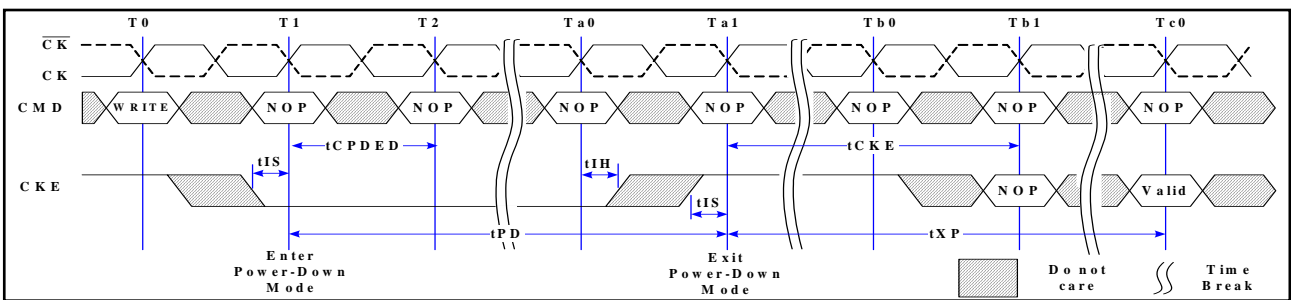 T0 T1 T2 Ta0 Ta1 Tb0 Tb1 Tc0
CK
CK
CMD WRITE NOP NOP NOP NOP NOP NOP NOP
tCPDED tCKE
tIS tIH
CKE NOP Valid
tIS
tPD tXP
Enter Power-Down Mode
Exit Power-Down Mode
Do not care
Time Break